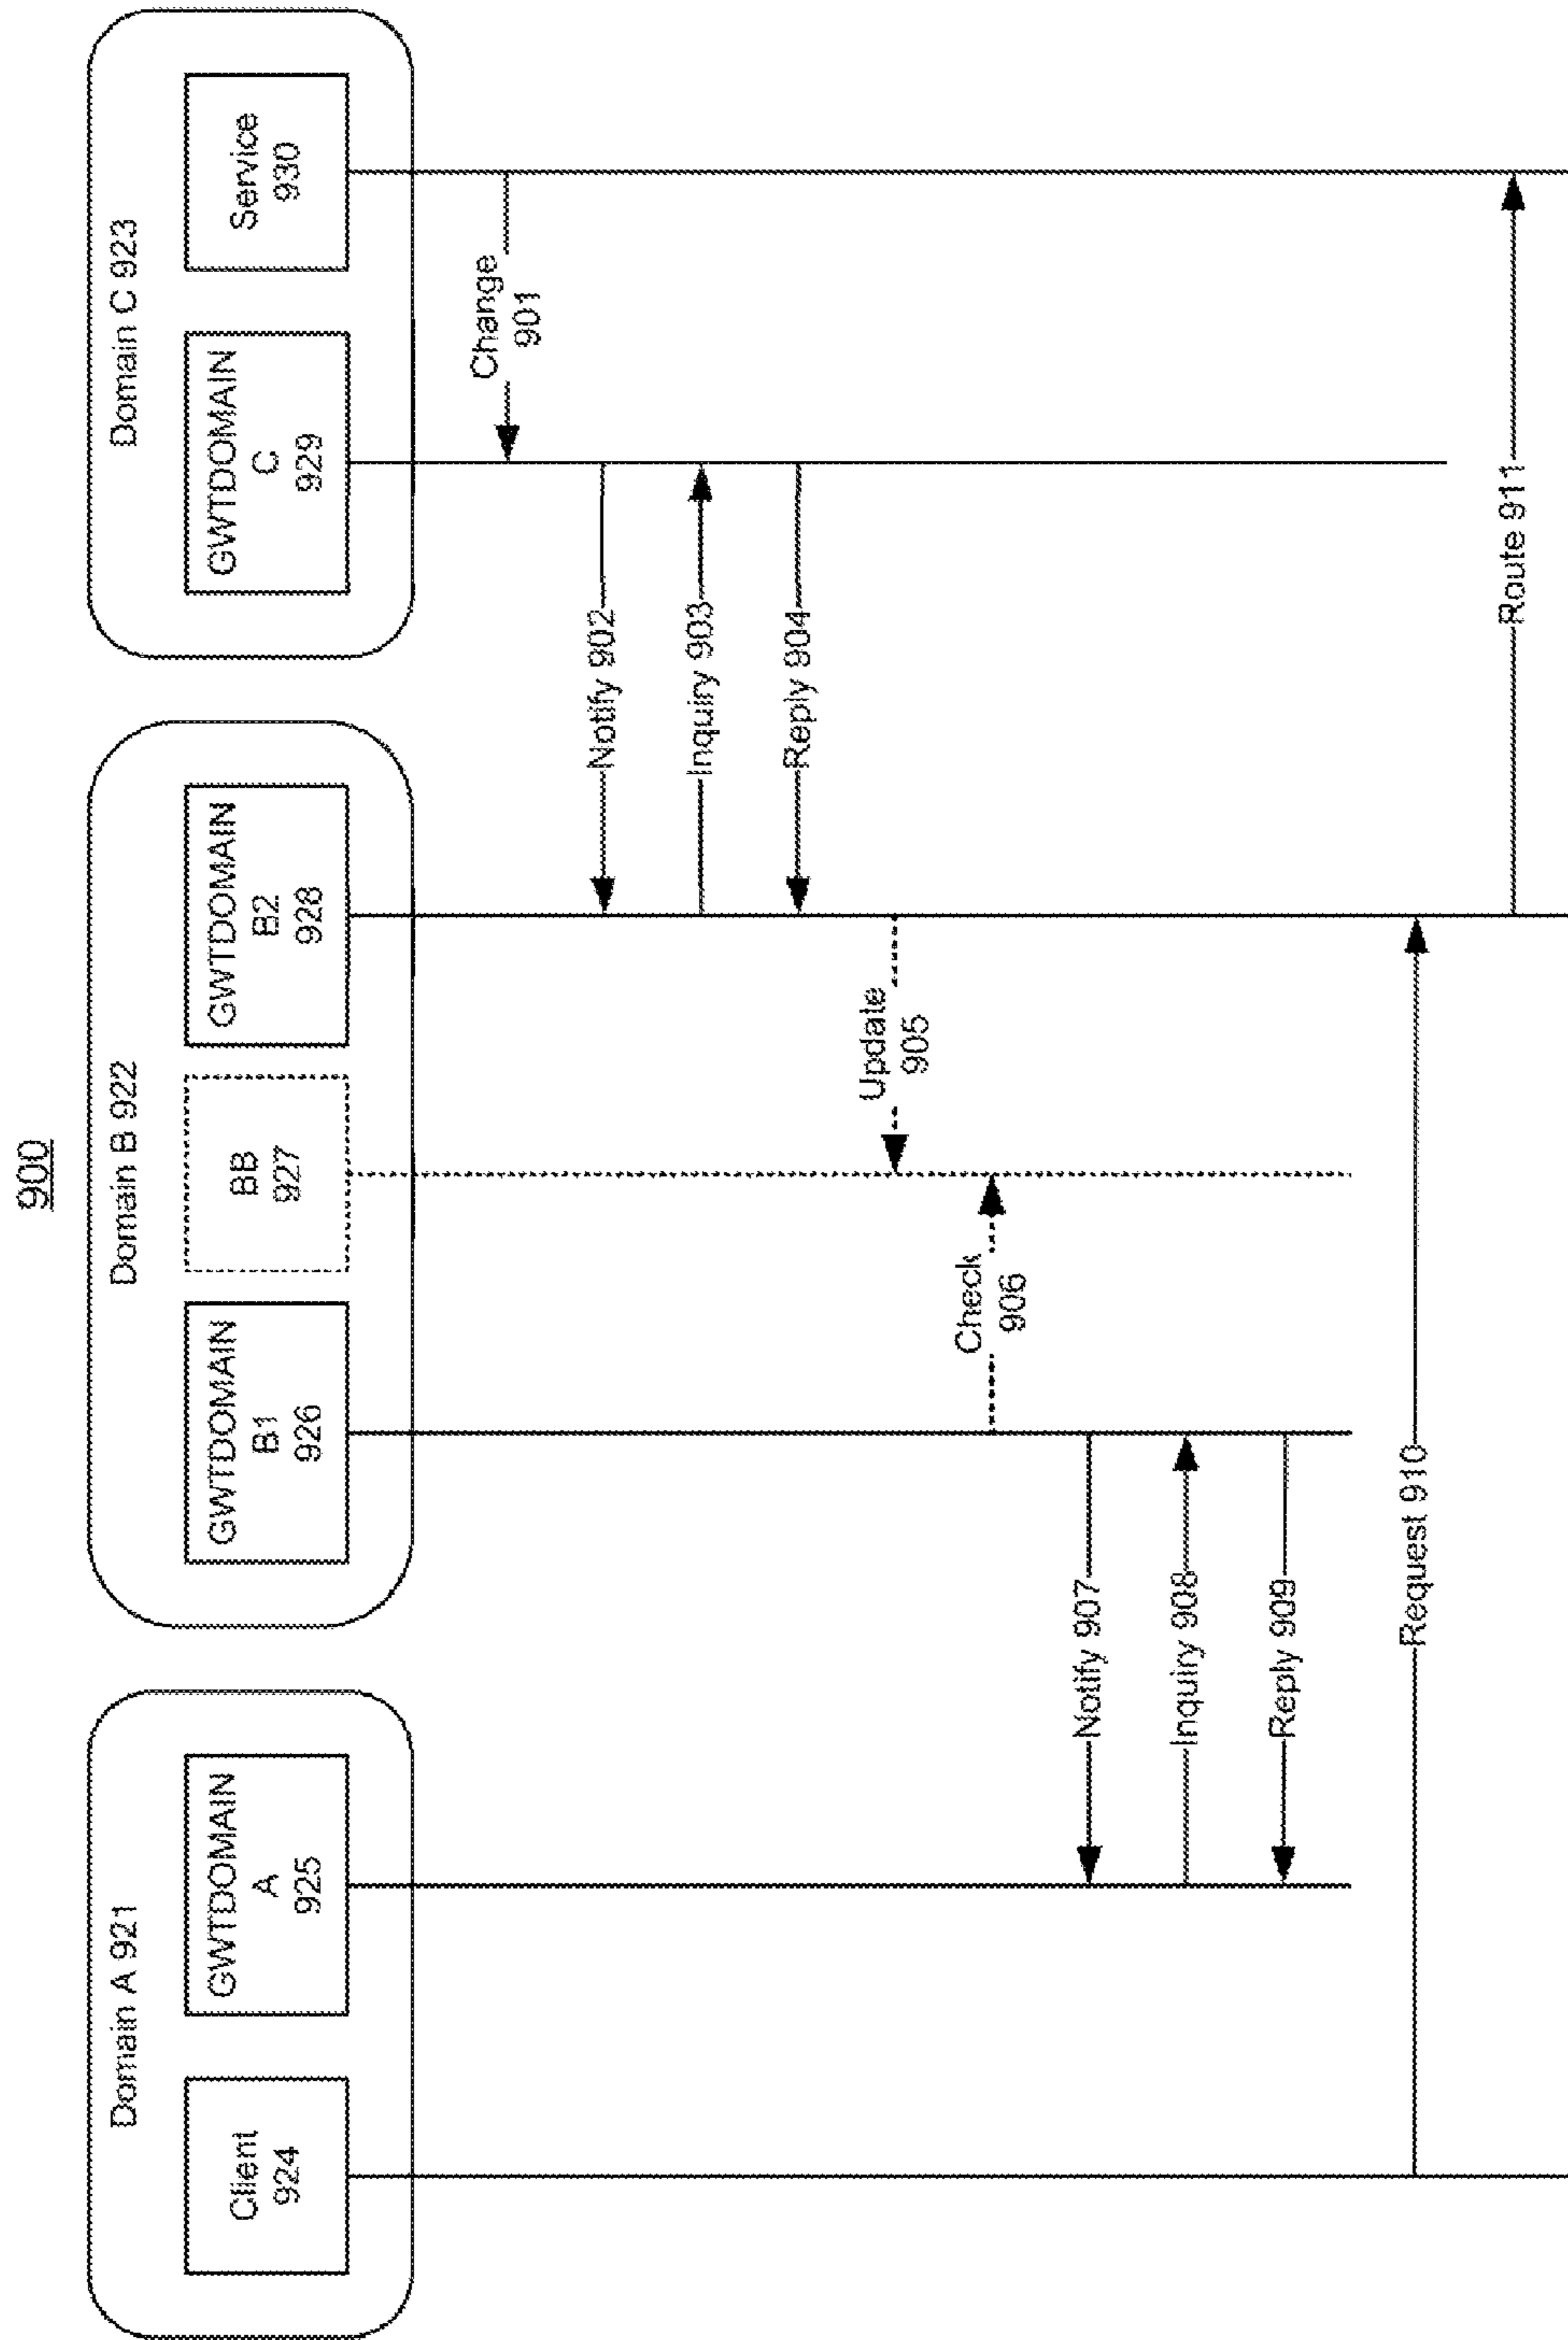 900
Domain A 921
Domain B 922
Domain C 923
Client
924
GWTDOMAIN
A
925
GWTDOMAIN
B1
926
BB
927
GWTDOMAIN
B2
928
GWTDOMAIN
C
929
Service
930
Change
901
Notify 902
Inquiry 903
Reply 904
Update
905
Check
906
Notify 907
Inquiry 908
Reply 909
Request 910
Route 911